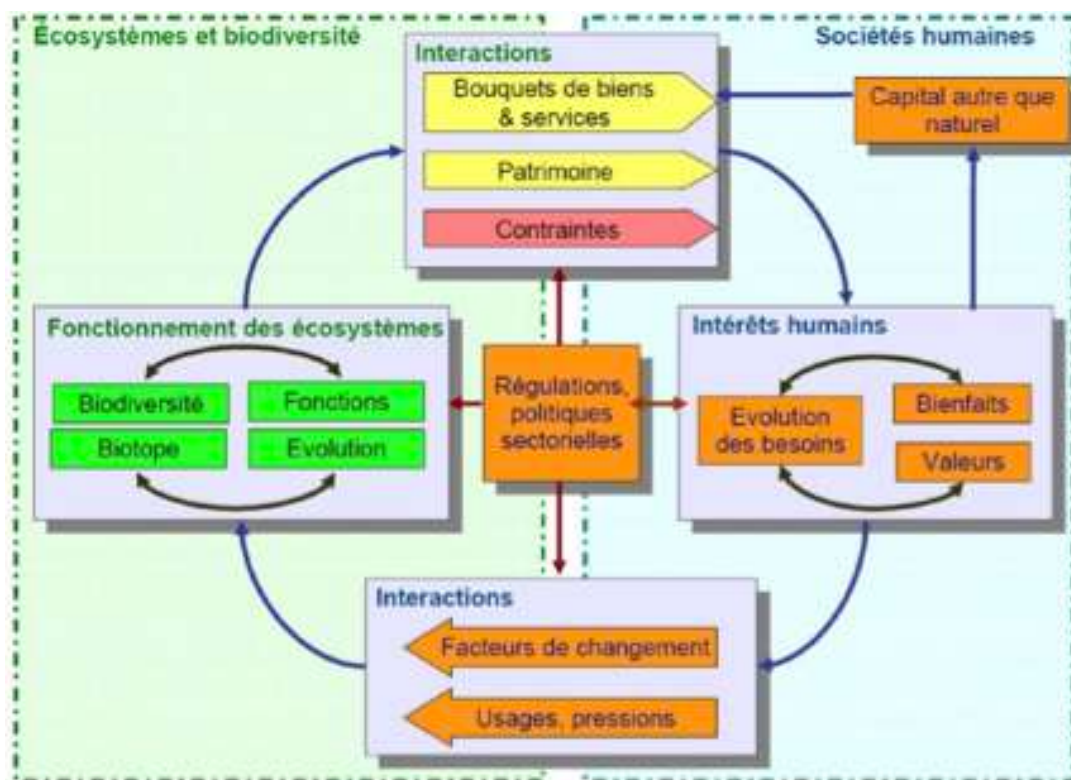 Écosystèmes et biodiversité
Sociétés humaines
Interactions
Bouquets de biens
& services
Patrimoine
Contraintes
Capital autre que
naturel
Fonctionnement des écosystèmes
Biodiversité
Fonctions
Biotope
Evolution
Régulations,
politiques
sectorielles
Intérêts humains
Evolution
des besoins
Bienfaits
Valeurs
Interactions
Facteurs de changement
Usages, pressions